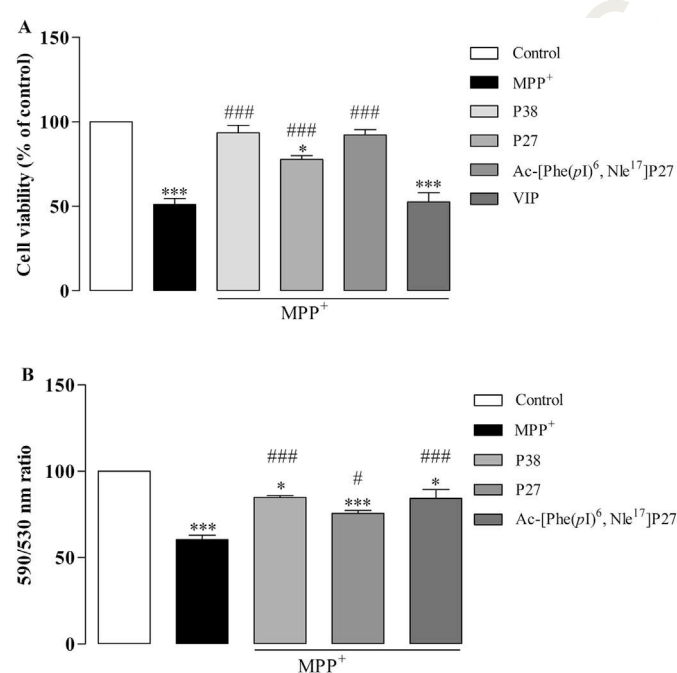 A
150
100
50
0
Cell viability (% of control)
***
###
###
*
###
***
MPP+
Control
MPP+
P38
P27
Ac-[Phe(pI)6, Nle17]P27
VIP
B
150
100
50
0
590/530 nm ratio
***
###
*
#
***
###
*
MPP+
Control
MPP+
P38
P27
Ac-[Phe(pI)6, Nle17]P27